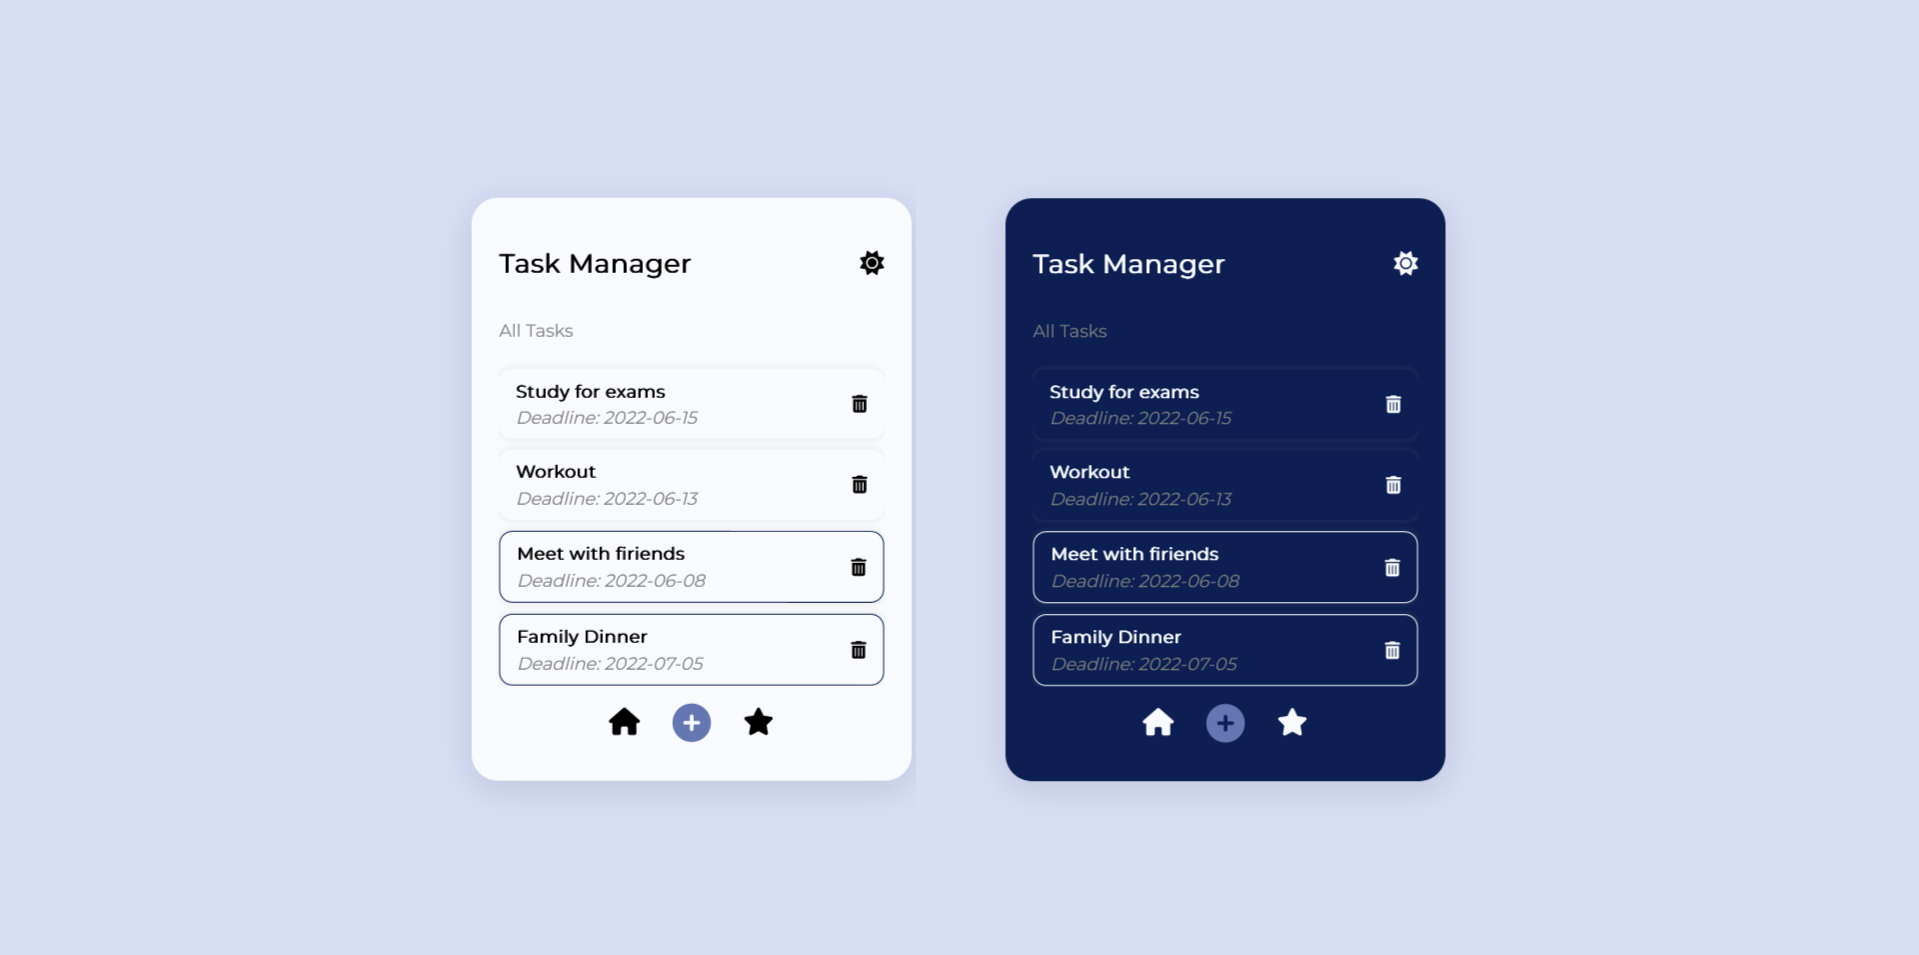 Task Manager
All Tasks
Study for exams
Deadline: 2022-06-15
Workout
Deadline: 2022-06-13
Meet with firiends
Deadline: 2022-06-08
Family Dinner
Deadline: 2022-07-05
Task Manager
All Tasks
Study for exams
Deadline: 2022-06-15
Workout
Deadline: 2022-06-13
Meet with firiends
Deadline: 2022-06-08
Family Dinner
Deadline: 2022-07-05